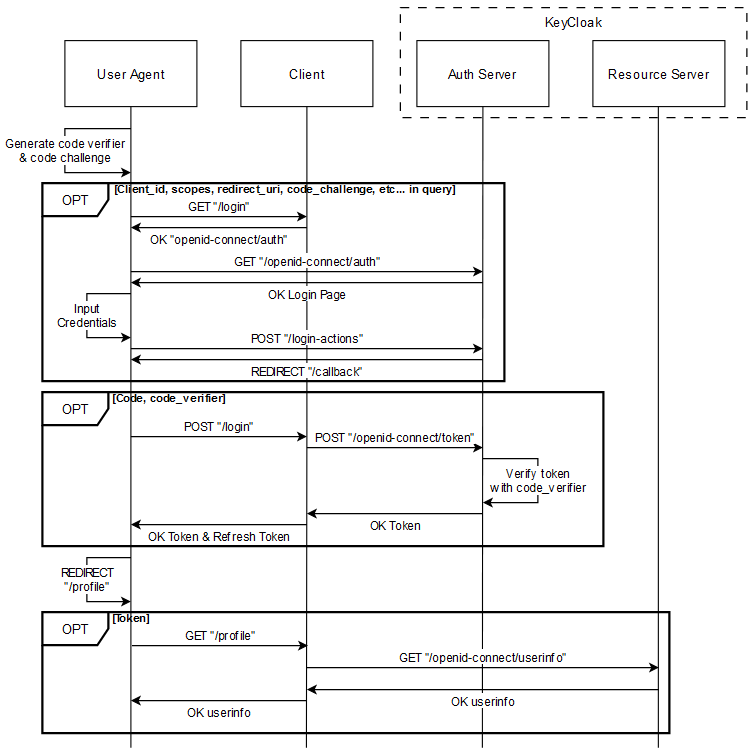 KeyCloak
User Agent
Client
Auth Server
Resource Server
Generate code verifier
& code challenge
OPT
[Client_id, scopes, redirect_uri, code_challenge, etc... in query]
GET "/login"
OK "openid-connect/auth"
GET "/openid-connect/auth"
OK Login Page
Input
Credentials
POST "/login-actions"
REDIRECT "/callback"
OPT
[Code, code_verifier]
POST "/login"
POST "/openid-connect/token"
Verify token
with code_verifier
OK Token
OK Token & Refresh Token
REDIRECT
"/profile"
OPT
[Token]
GET "/profile"
GET "/openid-connect/userinfo"
OK userinfo
OK userinfo